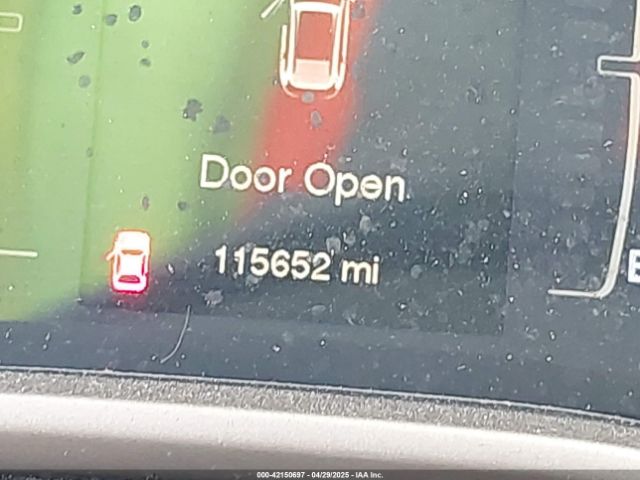 Door Open
115652 mi
E
000-42150697 - 04/29/2025 - IAA Inc.